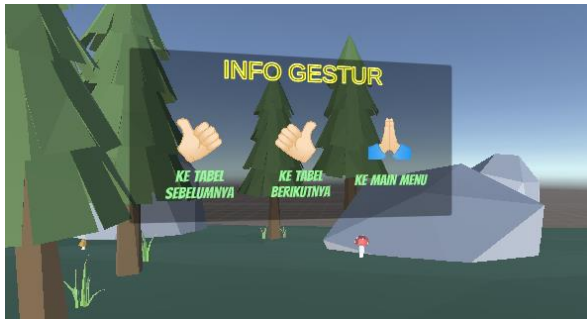 INFO GESTUR
KE TABEL
SEBELUMNYA
KE TABEL
BERIKUTNYA
KE MAIN MENU